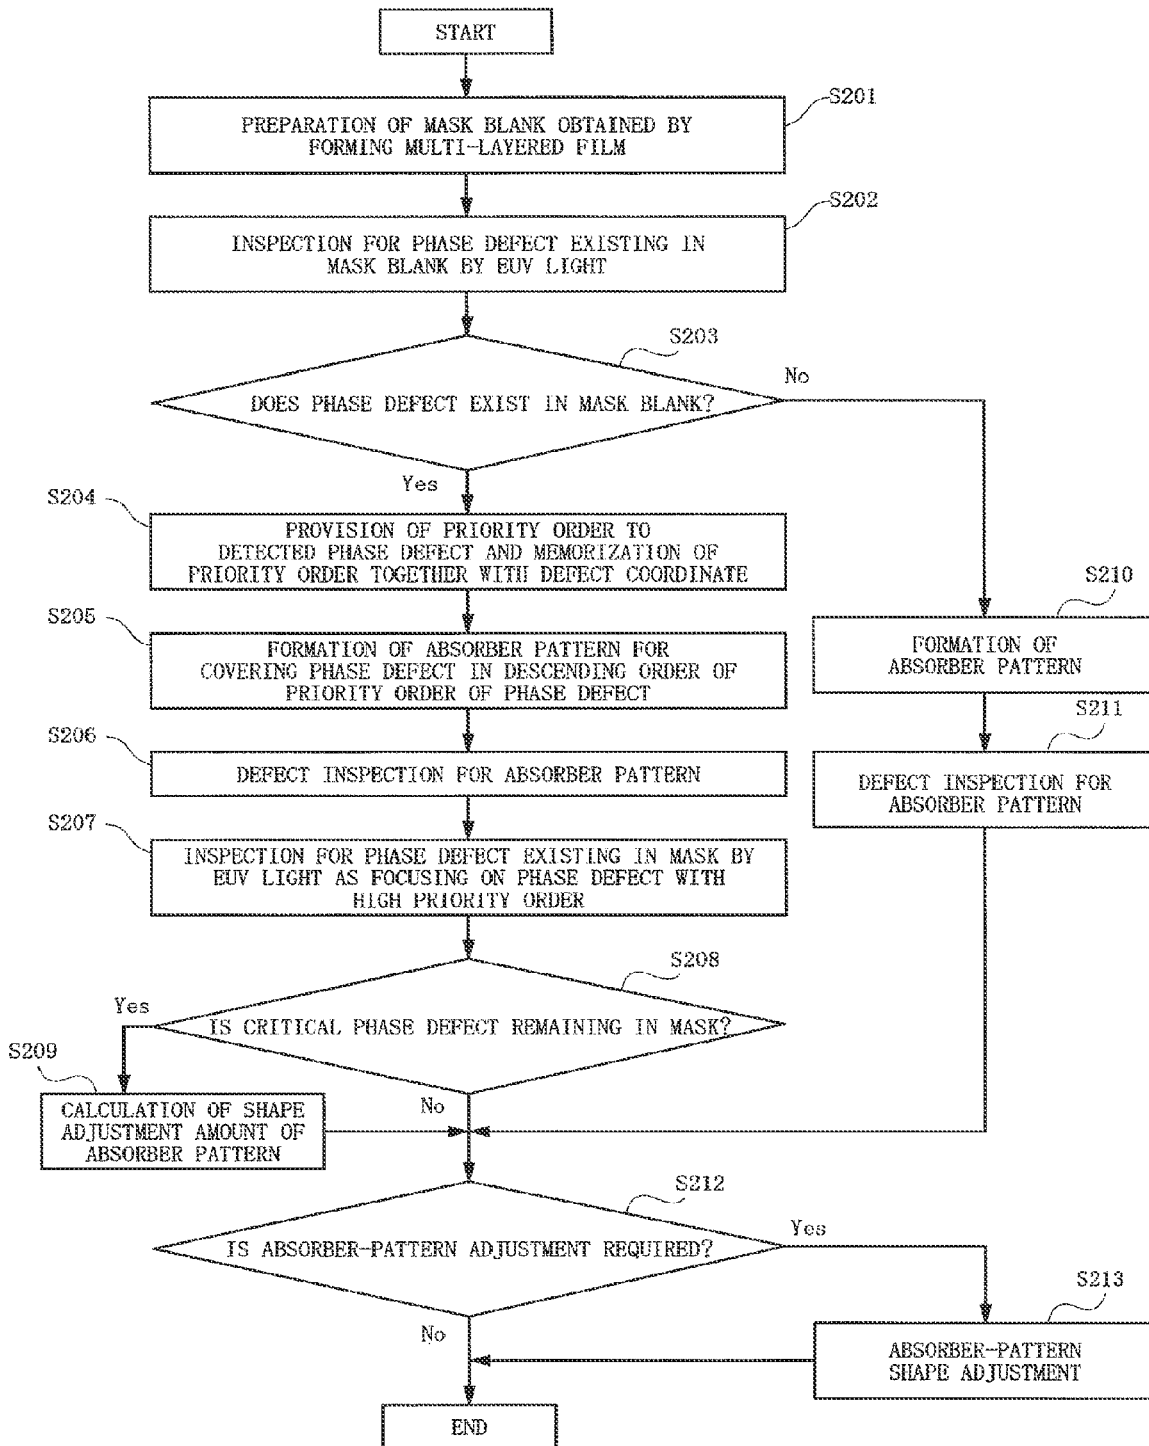 START
S201
PREPARATION OF MASK BLANK OBTAINED BY
FORMING MULTI-LAYERED FILM
S202
INSPECTION FOR PHASE DEFECT EXISTING IN
MASK BLANK BY EUV LIGHT
S203
No
DOES PHASE DEFECT EXIST IN MASK BLANK?
Yes
S204
PROVISION OF PRIORITY ORDER TO
DETECTED PHASE DEFECT AND MEMORIZATION OF
PRIORITY ORDER TOGETHER WITH DEFECT COORDINATE
S205
FORMATION OF ABSORBER PATTERN FOR
COVERING PHASE DEFECT IN DESCENDING ORDER OF
PRIORITY ORDER OF PHASE DEFECT
S210
FORMATION OF
ABSORBER PATTERN
S206
DEFECT INSPECTION FOR ABSORBER PATTERN
S211
DEFECT INSPECTION FOR
ABSORBER PATTERN
S207
INSPECTION FOR PHASE DEFECT EXISTING IN MASK BY
EUV LIGHT AS FOCUSING ON PHASE DEFECT WITH
HIGH PRIORITY ORDER
S208
Yes
IS CRITICAL PHASE DEFECT REMAINING IN MASK?
S209
No
CALCULATION OF SHAPE
ADJUSTMENT AMOUNT OF
ABSORBER PATTERN
S212
Yes
IS ABSORBER-PATTERN ADJUSTMENT REQUIRED?
S213
No
ABSORBER-PATTERN
SHAPE ADJUSTMENT
END